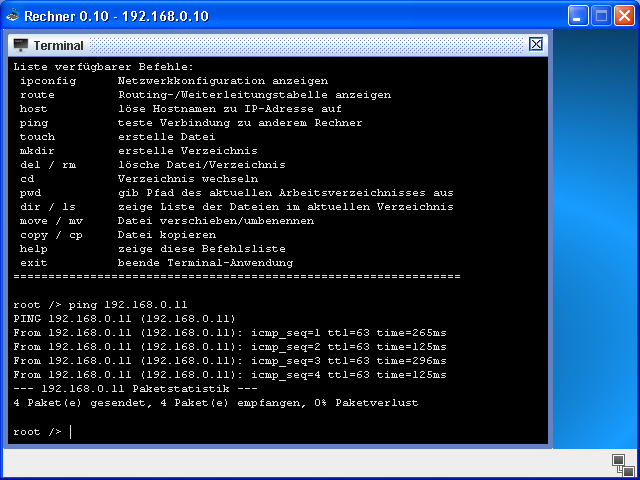 Rechner 0.10 - 192.168.0.10
Terminal
Liste verfügbarer Befehle:
ipconfig Netzwerkkonfiguration anzeigen
route Routing-/Weiterleitungstabelle anzeigen
host löse Hostnamen zu IP-Adresse auf
ping teste Verbindung zu anderem Rechner
touch erstelle Datei
mkdir erstelle Verzeichnis
del / rm lösche Datei/Verzeichnis
cd Verzeichnis wechseln
pwd gib Pfad des aktuellen Arbeitsverzeichnisses aus
dir / ls zeige Liste der Dateien im aktuellen Verzeichnis
move / mv Datei verschieben/umbenennen
copy / cp Datei kopieren
help zeige diese Befehlsliste
exit beende Terminal-Anwendung
================================================================
root /> ping 192.168.0.11
PING 192.168.0.11 (192.168.0.11)
From 192.168.0.11 (192.168.0.11): icmp_seq=1 ttl=63 time=265ms
From 192.168.0.11 (192.168.0.11): icmp_seq=2 ttl=63 time=125ms
From 192.168.0.11 (192.168.0.11): icmp_seq=3 ttl=63 time=296ms
From 192.168.0.11 (192.168.0.11): icmp_seq=4 ttl=63 time=125ms
--- 192.168.0.11 Paketstatistik ---
4 Paket(e) gesendet, 4 Paket(e) empfangen, 0% Paketverlust
root />